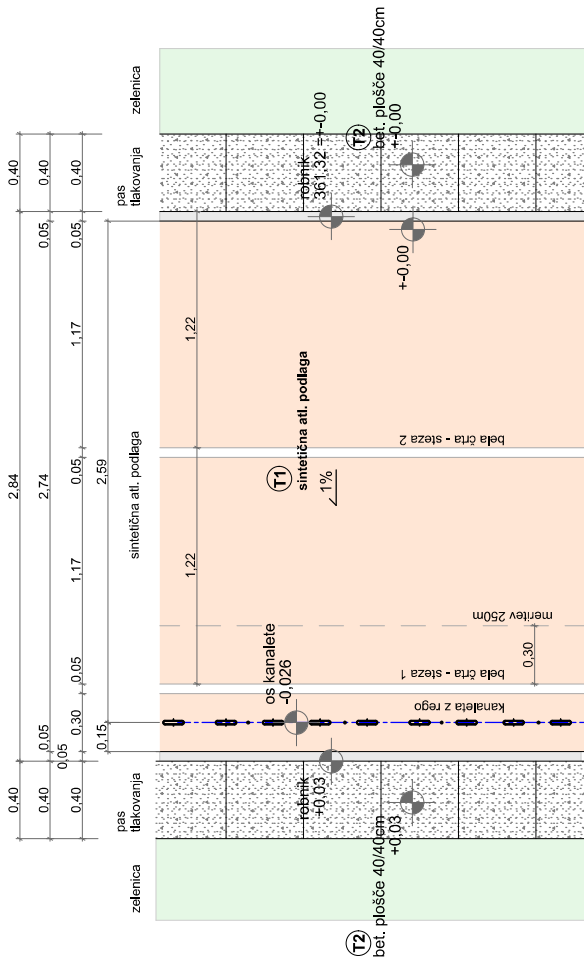 0,40
2,84
0,40
0,40
0,05
2,74
0,05
0,40
0,40
0,05
0,30
0,05
1,17
0,05
1,17
0,05
0,40
0,15
2,59
zelenica
pas
tlakovanja
sintetična atl. podlaga
pas
tlakovanja
zelenica
1,22
1,22
os kanalete
-0,026
T1
sintetična atl. podlaga
1%
robnik
+0,03
robnik
361,32 =+-0,00
T2
bet. plošče 40/40cm
+0,03
kanaleta z rego
bela črta - steza 1
meritev 250m
0,30
bela črta - steza 2
+-0,00
T2
bet. plošče 40/40cm
+-0,00